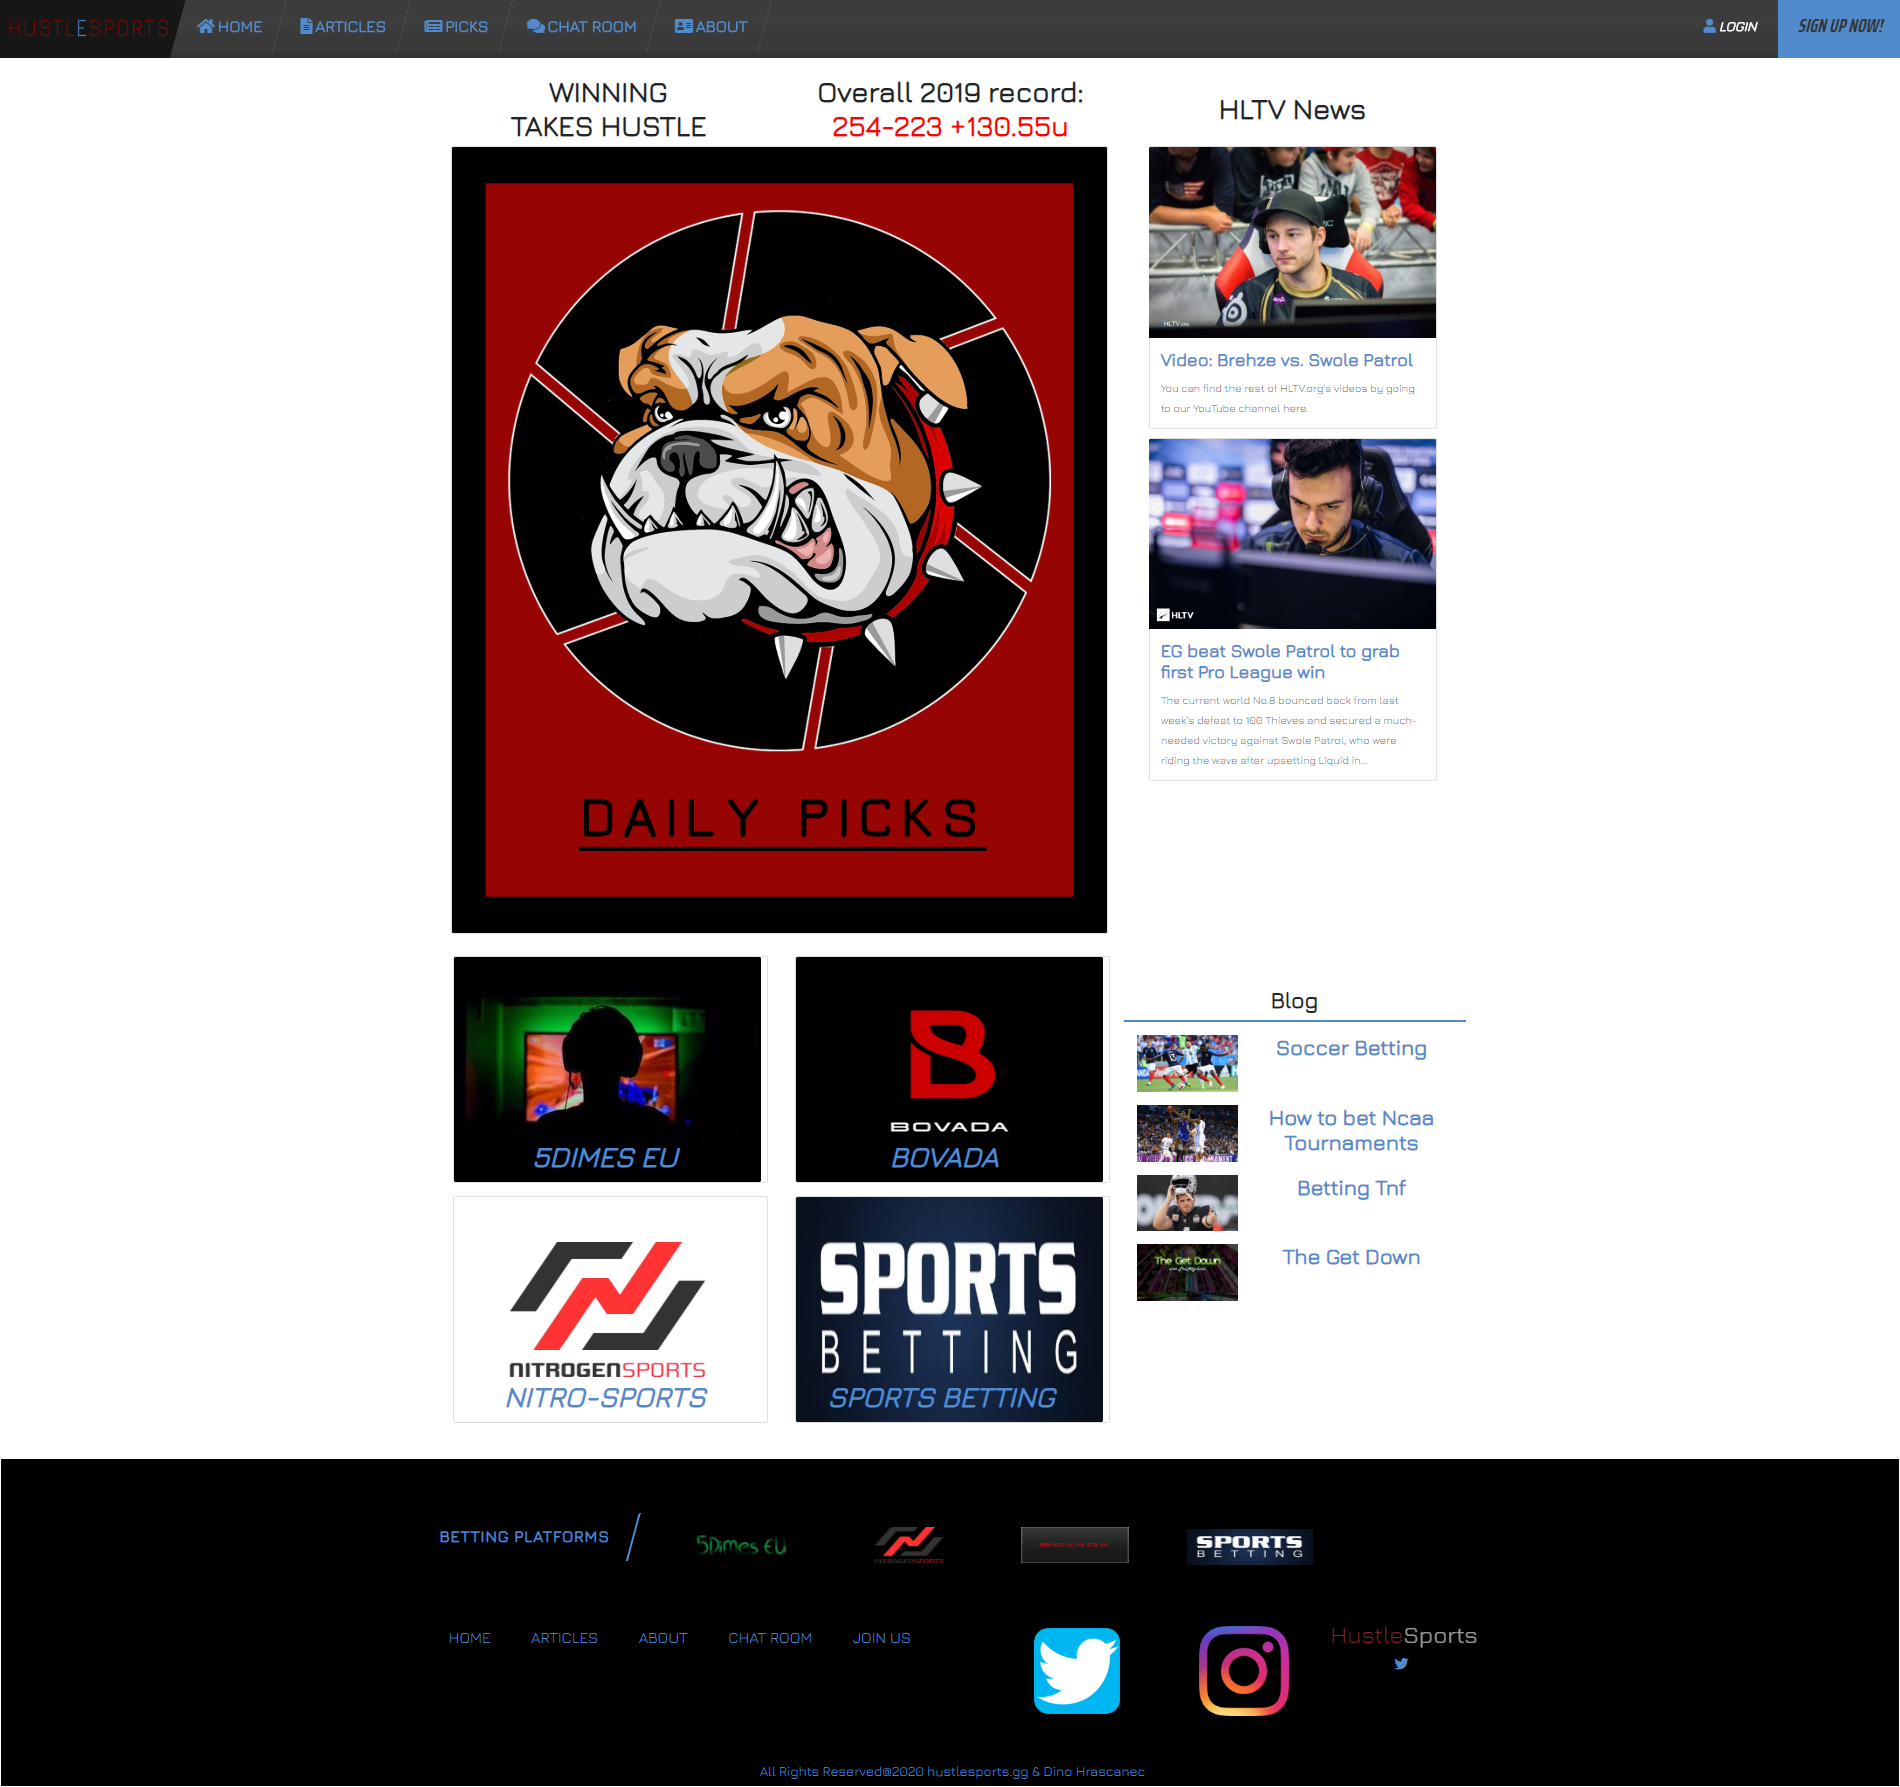 HUSTLESPORTS
HOME
ARTICLES
PICKS
CHAT ROOM
ABOUT
LOGIN
SIGN UP NOW!
WINNING
TAKES HUSTLE
Overall 2019 record:
254-223 +130.55u
HLTV News
DAILY PICKS
HLTV.ORG
Video: Brehze vs. Swole Patrol
You can find the rest of HLTV.org's videos by going
to our YouTube channel here.
HLTV
EG beat Swole Patrol to grab
first Pro League win
The current world No.8 bounced back from last
week's defeat to 100 Thieves and secured a much-
needed victory against Swole Patrol, who were
riding the wave after upsetting Liquid in...
5DIMES EU
BOVADA
BOVADA
NITROGENSPORTS
NITRO-SPORTS
SPORTS
BETTING
SPORTS BETTING
Blog
Soccer Betting
How to bet Ncaa
Tournaments
Betting Tnf
The Get Down
The Get Down
BETTING PLATFORMS
5Dimes EU
NITROGENSPORTS
BOVADA
SPORTS
BETTING
HOME
ARTICLES
ABOUT
CHAT ROOM
JOIN US
HustleSports
All Rights Reserved@2020 hustlesports.gg & Dino Hrascanec